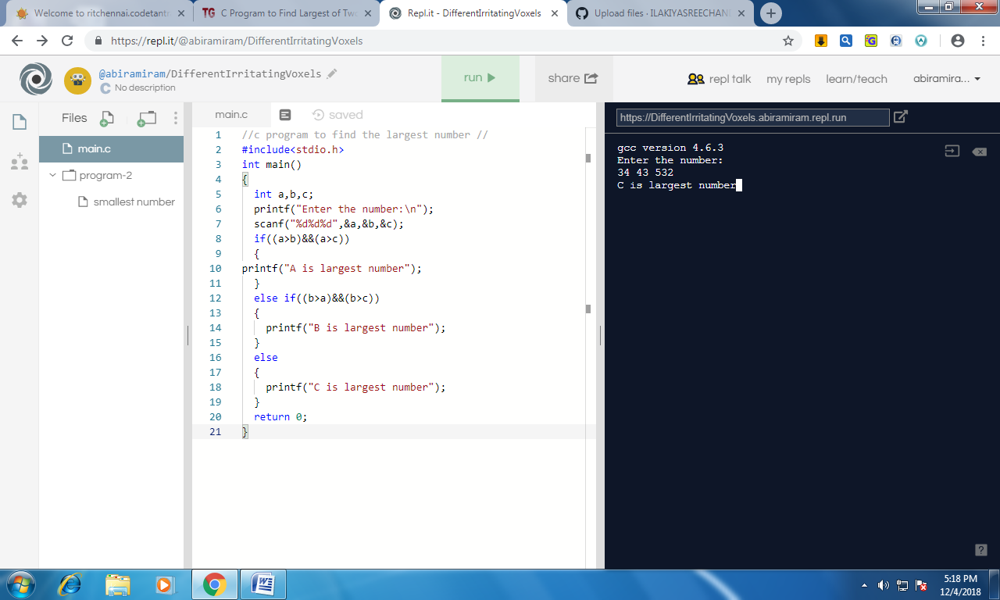 Welcome to ritchennai.codetantr
C Program to Find Largest of Two
Repl.it - DifferentIrritatingVoxels
Upload files · ILAKIYASREECHAN
https://repl.it/@abiramiram/DifferentIrritatingVoxels
@abiramiram/DifferentIrritatingVoxels
No description
run
share
repl talk
my repls
learn/teach
abiramira...
Files
main.c
program-2
smallest number
main.c
saved
1 //c program to find the largest number //
2 #include<stdio.h>
3 int main()
4 {
5 int a,b,c;
6 printf("Enter the number:\n");
7 scanf("%d%d%d",&a,&b,&c);
8 if((a>b)&&(a>c))
9 {
10 printf("A is largest number");
11 }
12 else if((b>a)&&(b>c))
13 {
14 printf("B is largest number");
15 }
16 else
17 {
18 printf("C is largest number");
19 }
20 return 0;
21 }
https://DifferentIrritatingVoxels.abiramiram.repl.run
gcc version 4.6.3
Enter the number:
34 43 532
C is largest number
5:18 PM
12/4/2018